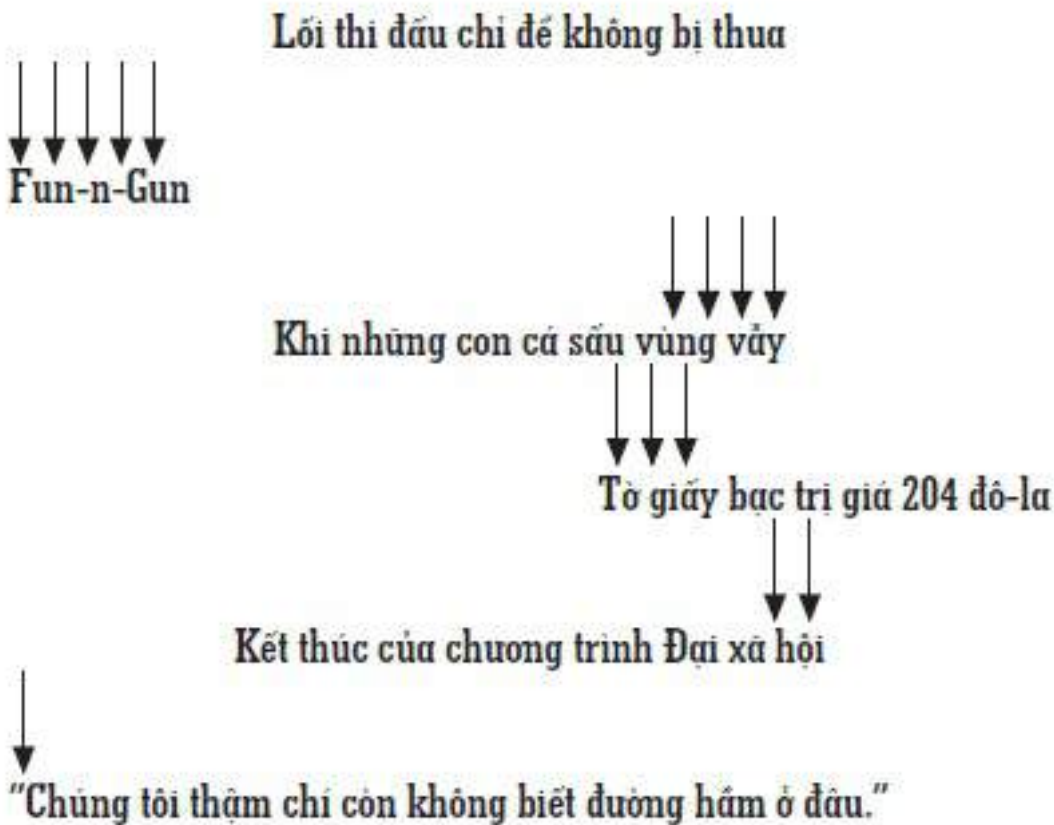 Lối thi đấu chỉ để không bị thua
Fun-n-Gun
Khi những con cá sấu vùng vẫy
Tờ giấy bạc trị giá 204 đô-la
Kết thúc của chương trình Đại xã hội
"Chúng tôi thậm chí còn không biết đường hầm ở đâu."